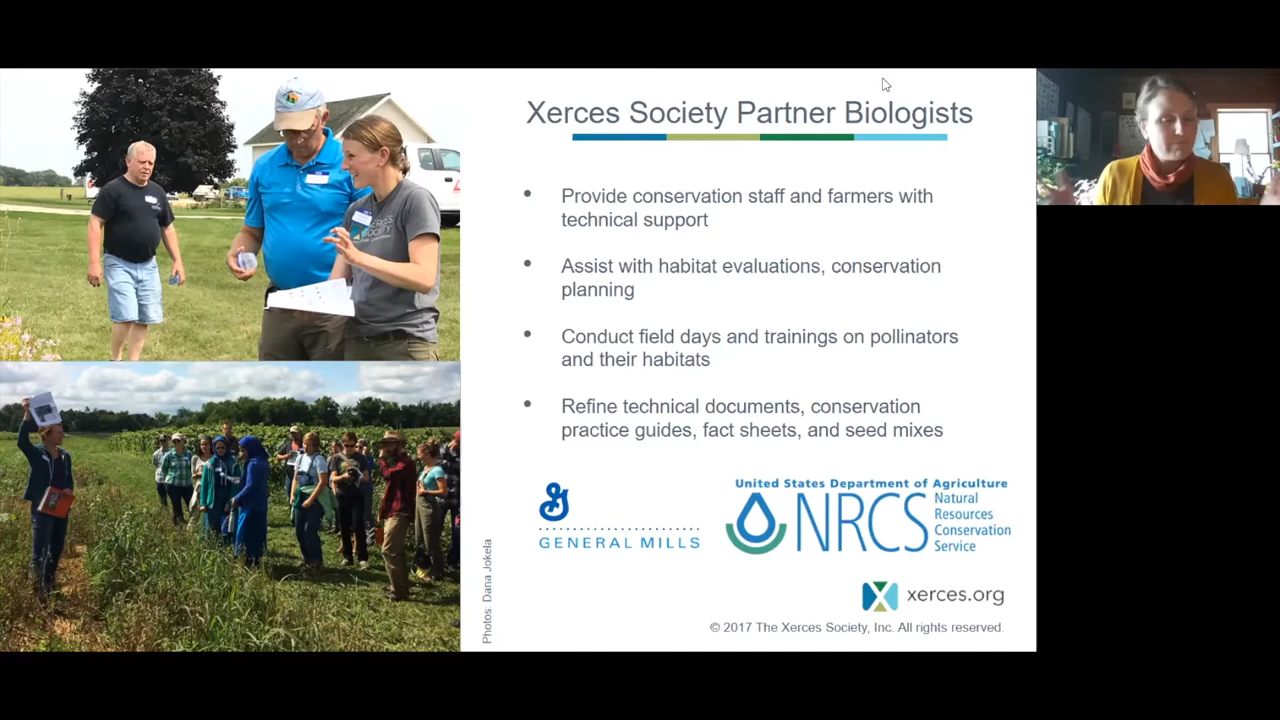 Xerces Society Partner Biologists
• Provide conservation staff and farmers with
technical support
• Assist with habitat evaluations, conservation
planning
• Conduct field days and trainings on pollinators
and their habitats
• Refine technical documents, conservation
practice guides, fact sheets, and seed mixes
GENERAL MILLS
United States Department of Agriculture
NRCS
Natural
Resources
Conservation
Service
xerces.org
© 2017 The Xerces Society, Inc. All rights reserved.
Photos: Dana Jokela
XERCES
SOCIETY